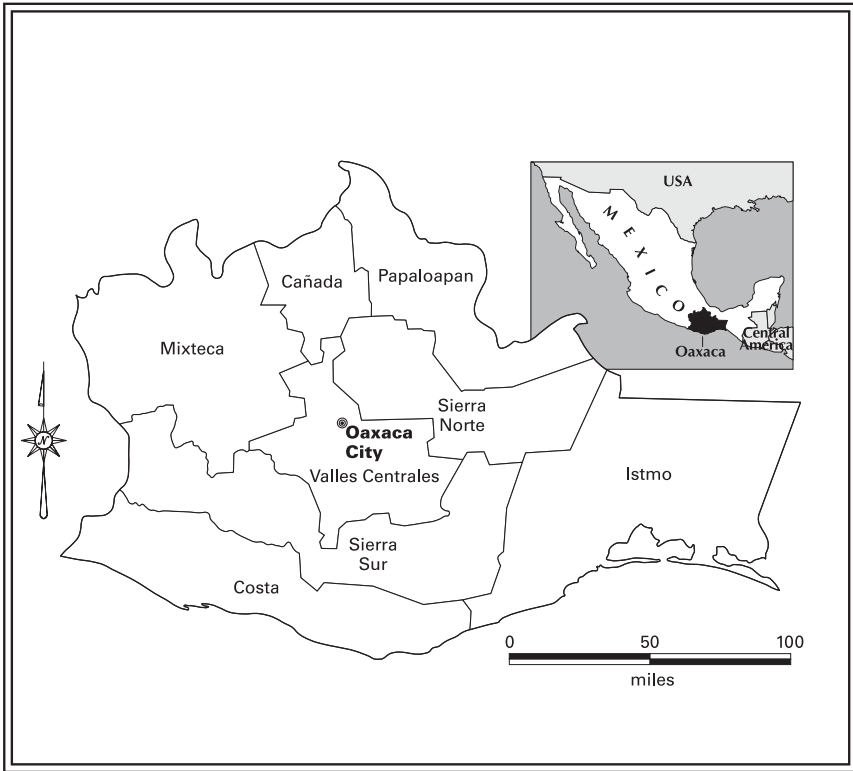 USA
MEXICO
Central
América
Oaxaca
Cañada
Papaloapan
Mixteca
Sierra
Norte
Oaxaca
City
Valles Centrales
Istmo
Sierra
Sur
Costa
N
0 50 100
miles